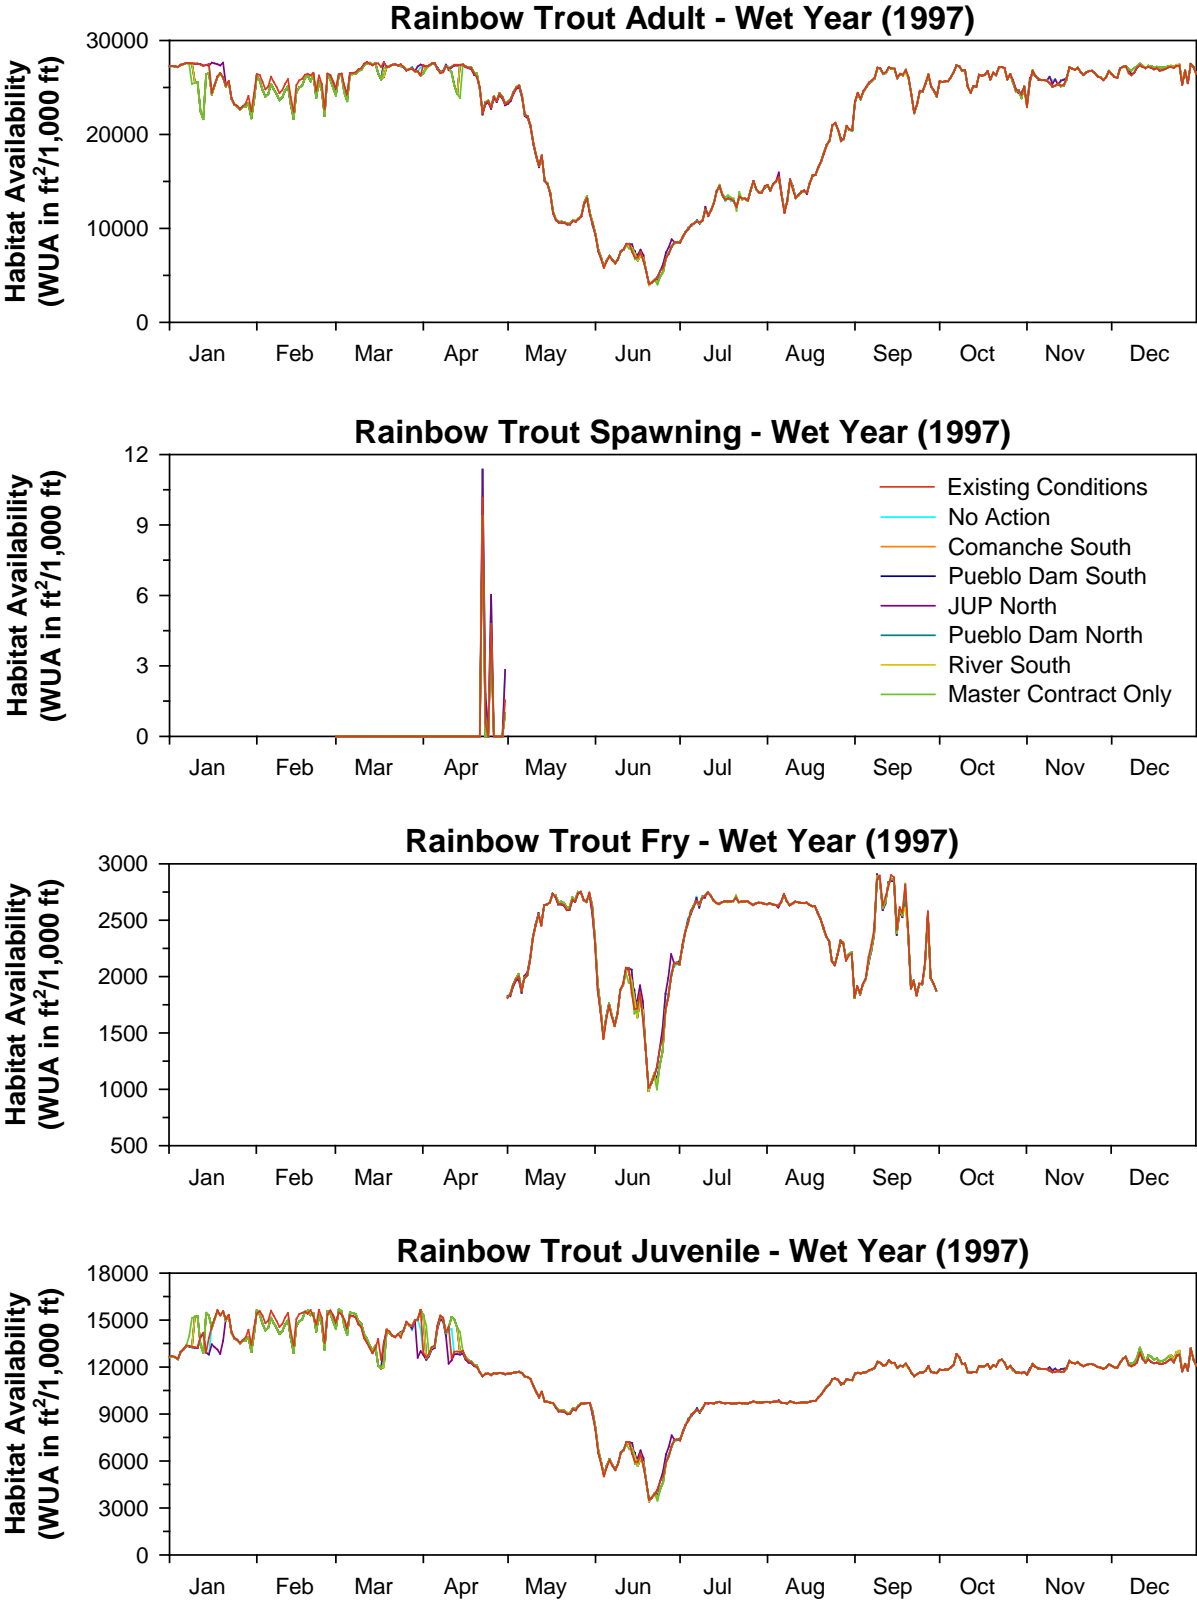 Rainbow Trout Adult - Wet Year (1997)
Habitat Availability
(WUA in ft²/1,000 ft)
30000
20000
10000
0
Jan Feb Mar Apr May Jun Jul Aug Sep Oct Nov Dec
Rainbow Trout Spawning - Wet Year (1997)
Habitat Availability
(WUA in ft²/1,000 ft)
12
9
6
3
0
Existing Conditions
No Action
Comanche South
Pueblo Dam South
JUP North
Pueblo Dam North
River South
Master Contract Only
Jan Feb Mar Apr May Jun Jul Aug Sep Oct Nov Dec
Rainbow Trout Fry - Wet Year (1997)
Habitat Availability
(WUA in ft²/1,000 ft)
3000
2500
2000
1500
1000
500
Jan Feb Mar Apr May Jun Jul Aug Sep Oct Nov Dec
Rainbow Trout Juvenile - Wet Year (1997)
Habitat Availability
(WUA in ft²/1,000 ft)
18000
15000
12000
9000
6000
3000
0
Jan Feb Mar Apr May Jun Jul Aug Sep Oct Nov Dec